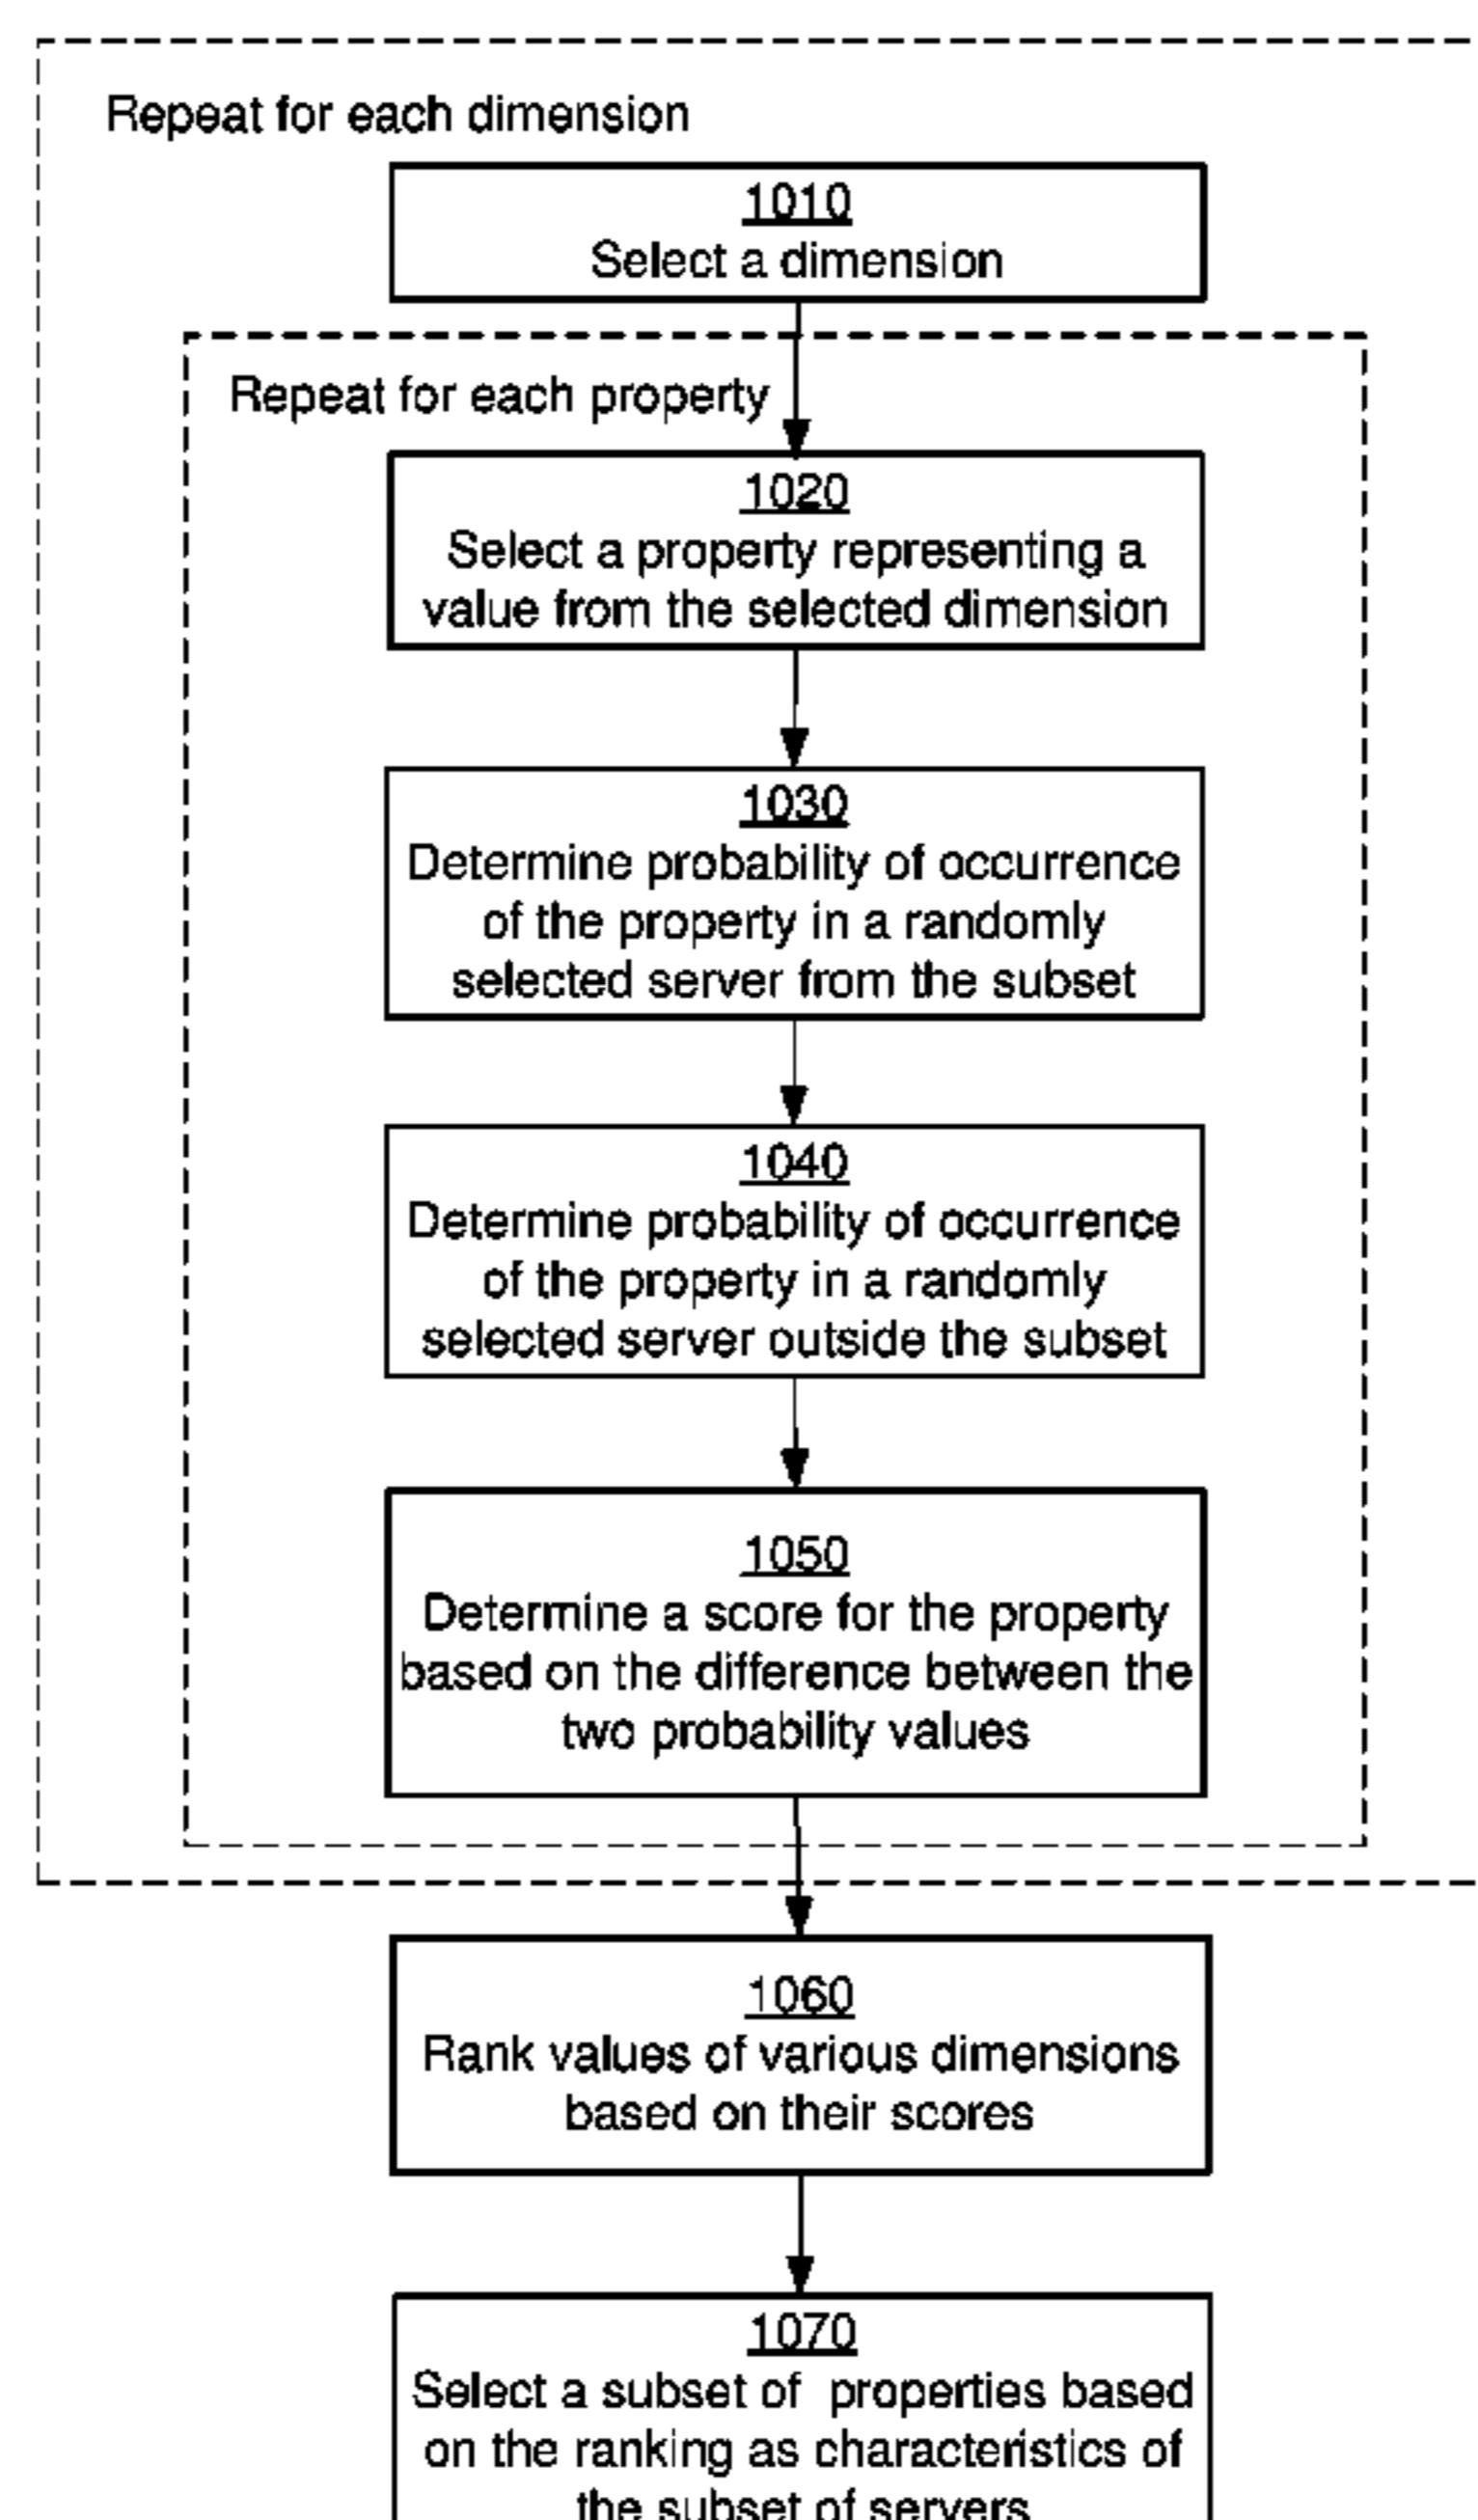 Repeat for each dimension
1010
Select a dimension
Repeat for each property
1020
Select a property representing a
value from the selected dimension
1030
Determine probability of occurrence
of the property in a randomly
selected server from the subset
1040
Determine probability of occurrence
of the property in a randomly
selected server outside the subset
1050
Determine a score for the property
based on the difference between the
two probability values
1060
Rank values of various dimensions
based on their scores
1070
Select a subset of properties based
on the ranking as characteristics of
the subset of servers